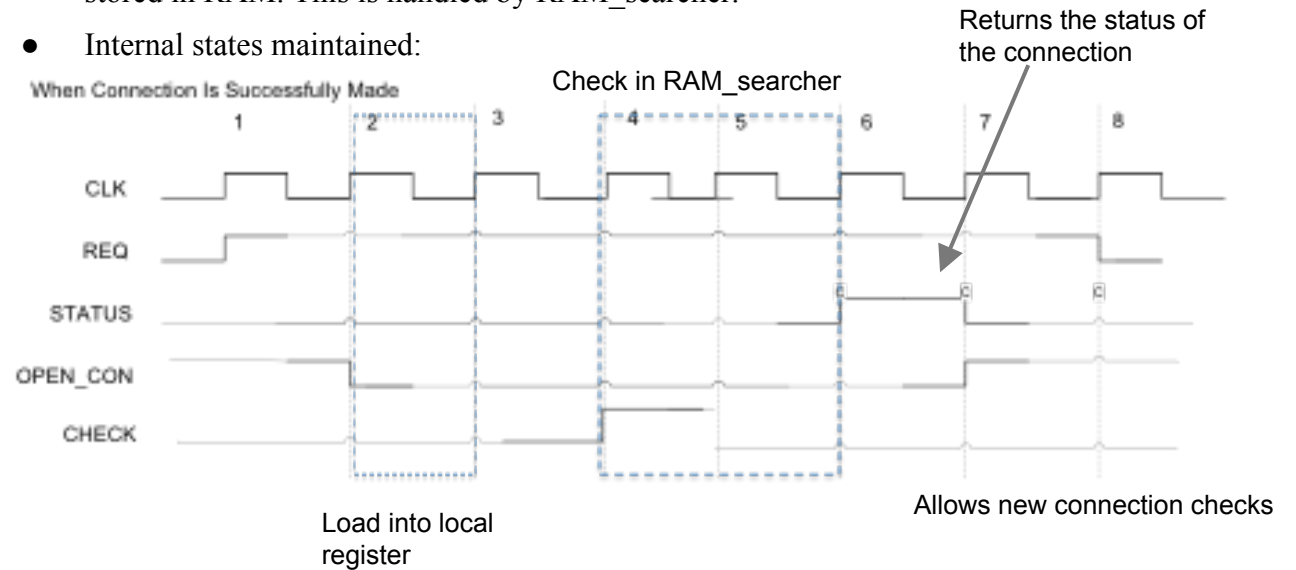 stored in RAM. This is handled by RAM_searcher.
● Internal states maintained:
Returns the status of
the connection
When Connection Is Successfully Made
Check in RAM_searcher
1 2 3 4 5 6 7 8
CLK
REQ
STATUS
C C C
OPEN_CON
CHECK
Load into local
register
Allows new connection checks